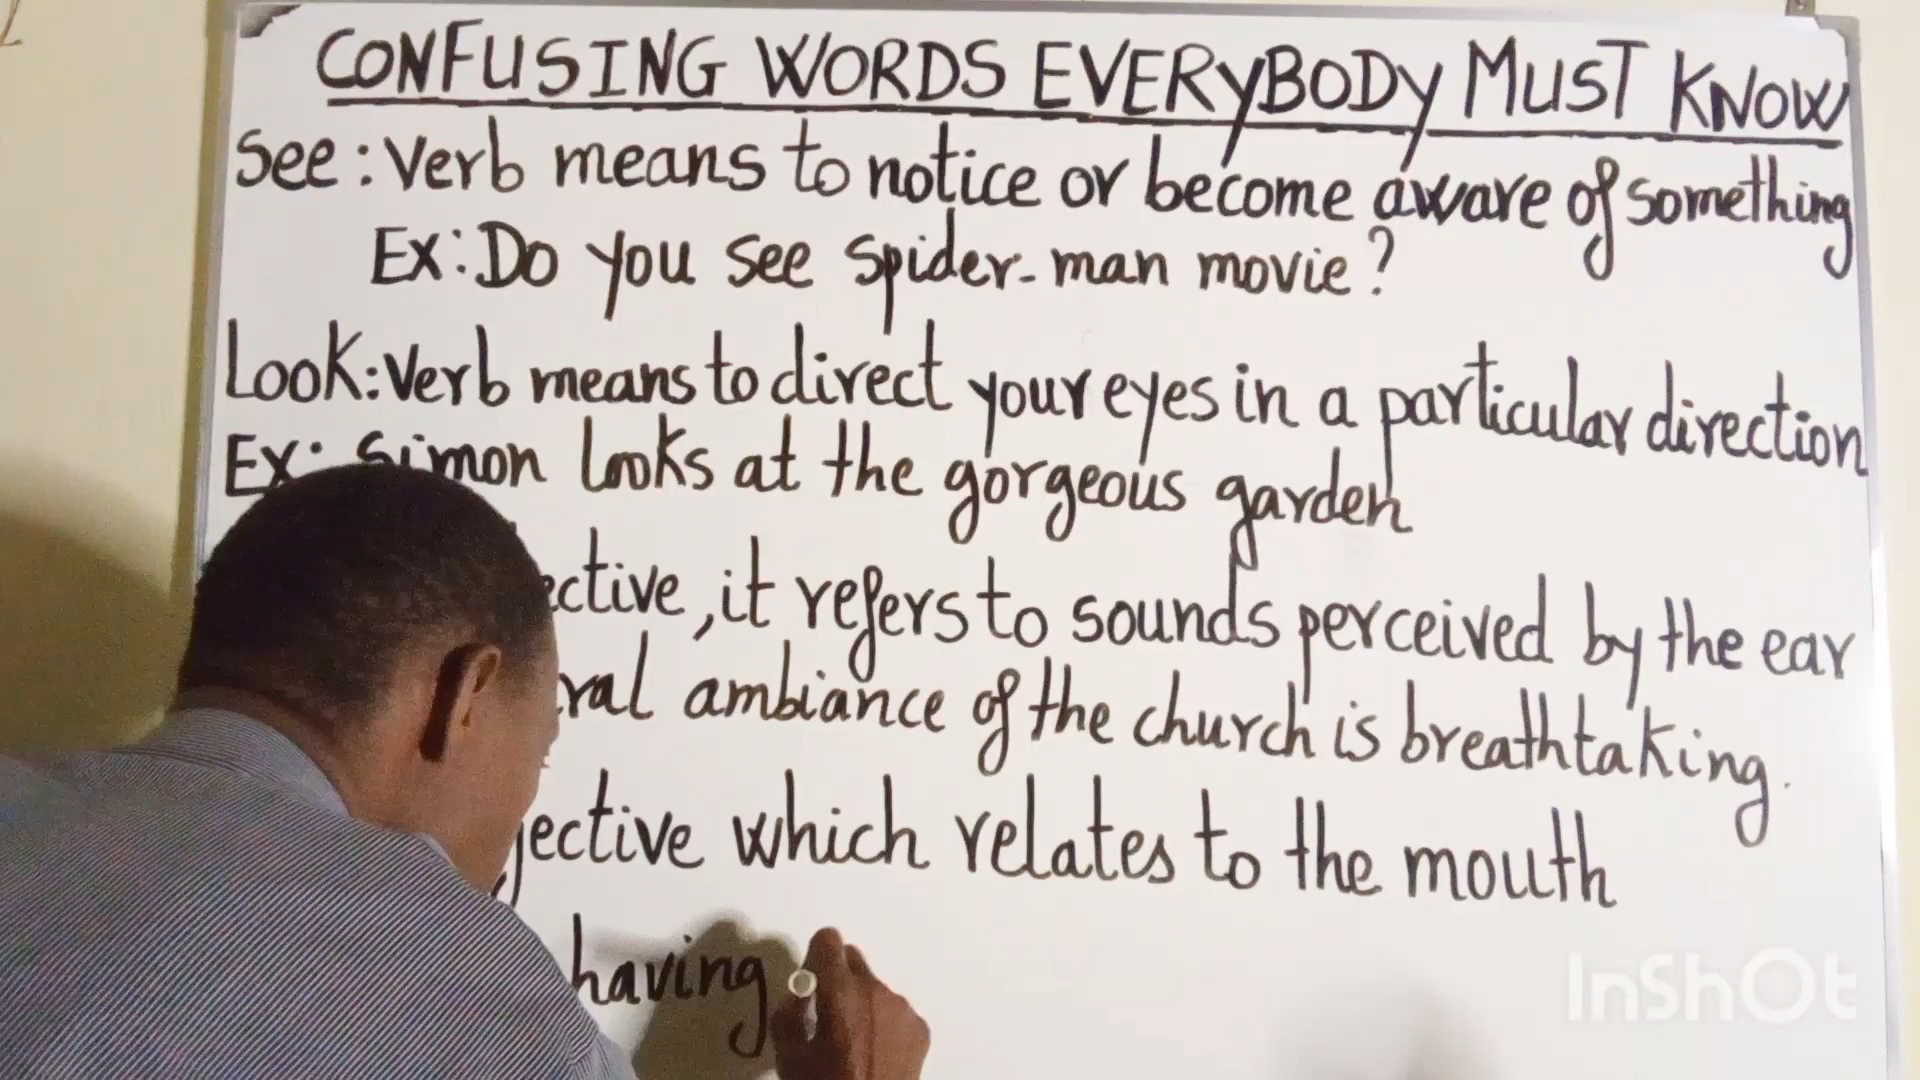 CONFUSING WORDS EVERYBODY MUST KNOW
See: Verb means to notice or become aware of something
Ex: Do you see spider-man movie?
Look: Verb means to direct your eyes in a particular direction
Ex: Simon looks at the gorgeous garden
ective, it refers to sounds perceived by the ear
ral ambiance of the church is breathtaking.
jective which relates to the mouth
having
InShOt